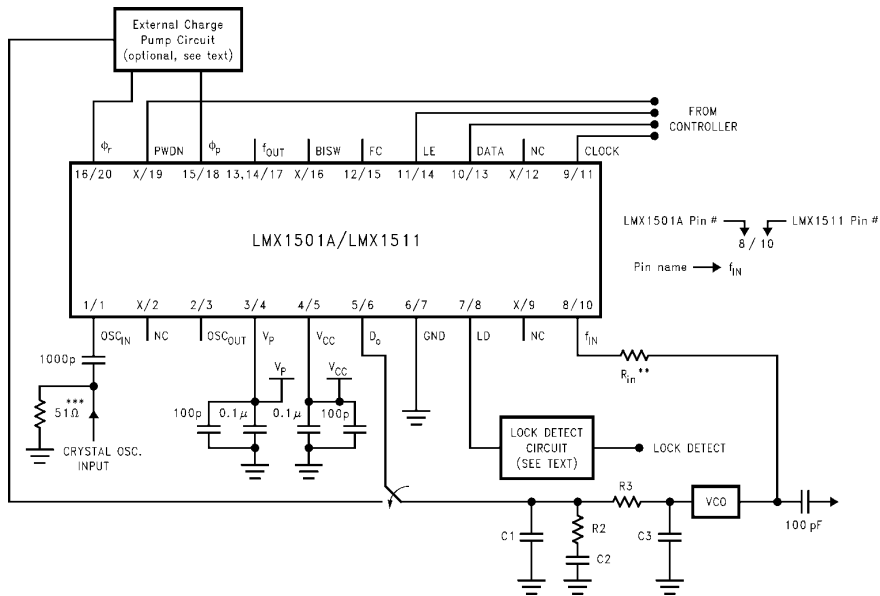 External Charge
Pump Circuit
(optional, see text)
FROM
CONTROLLER
ϕr PWDN ϕp fOUT BISW FC LE DATA NC CLOCK
16/20 X/19 15/18 13,14/17 X/16 12/15 11/14 10/13 X/12 9/11
LMX1501A/LMX1511
LMX1501A Pin # LMX1511 Pin #
8/10
Pin name fIN
1/1 X/2 2/3 3/4 4/5 5/6 6/7 7/8 X/9 8/10
OSCIN NC OSCOUT VP VCC Do GND LD NC fIN
1000p
VP VCC
Rin **
***
51Ω
100p 0.1μ 0.1μ 100p
CRYSTAL OSC.
INPUT
LOCK DETECT
CIRCUIT
(SEE TEXT)
LOCK DETECT
R3
VCO
100 pF
C1 R2 C3
C2